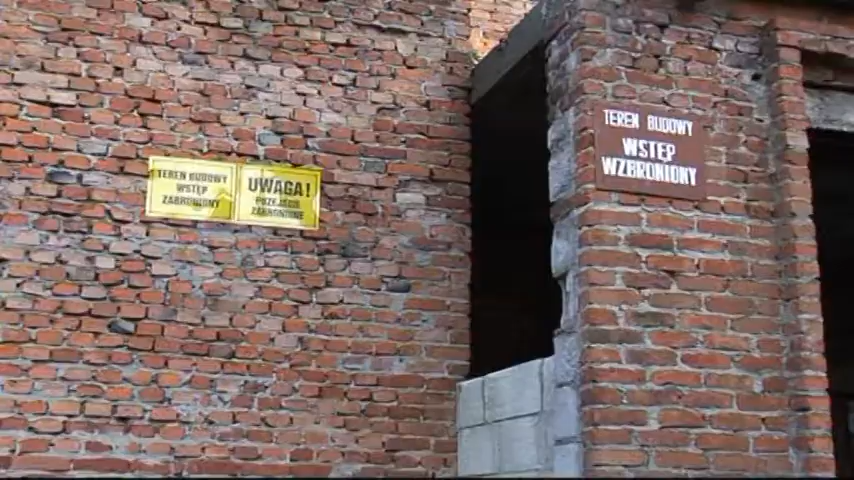 TEREN BUDOWY
WSTĘP
ZABRONIONY
UWAGA!
PRZEJŚCIE
ZABRONIONE
TEREN BUDOWY
WSTĘP
WZBRONIONY